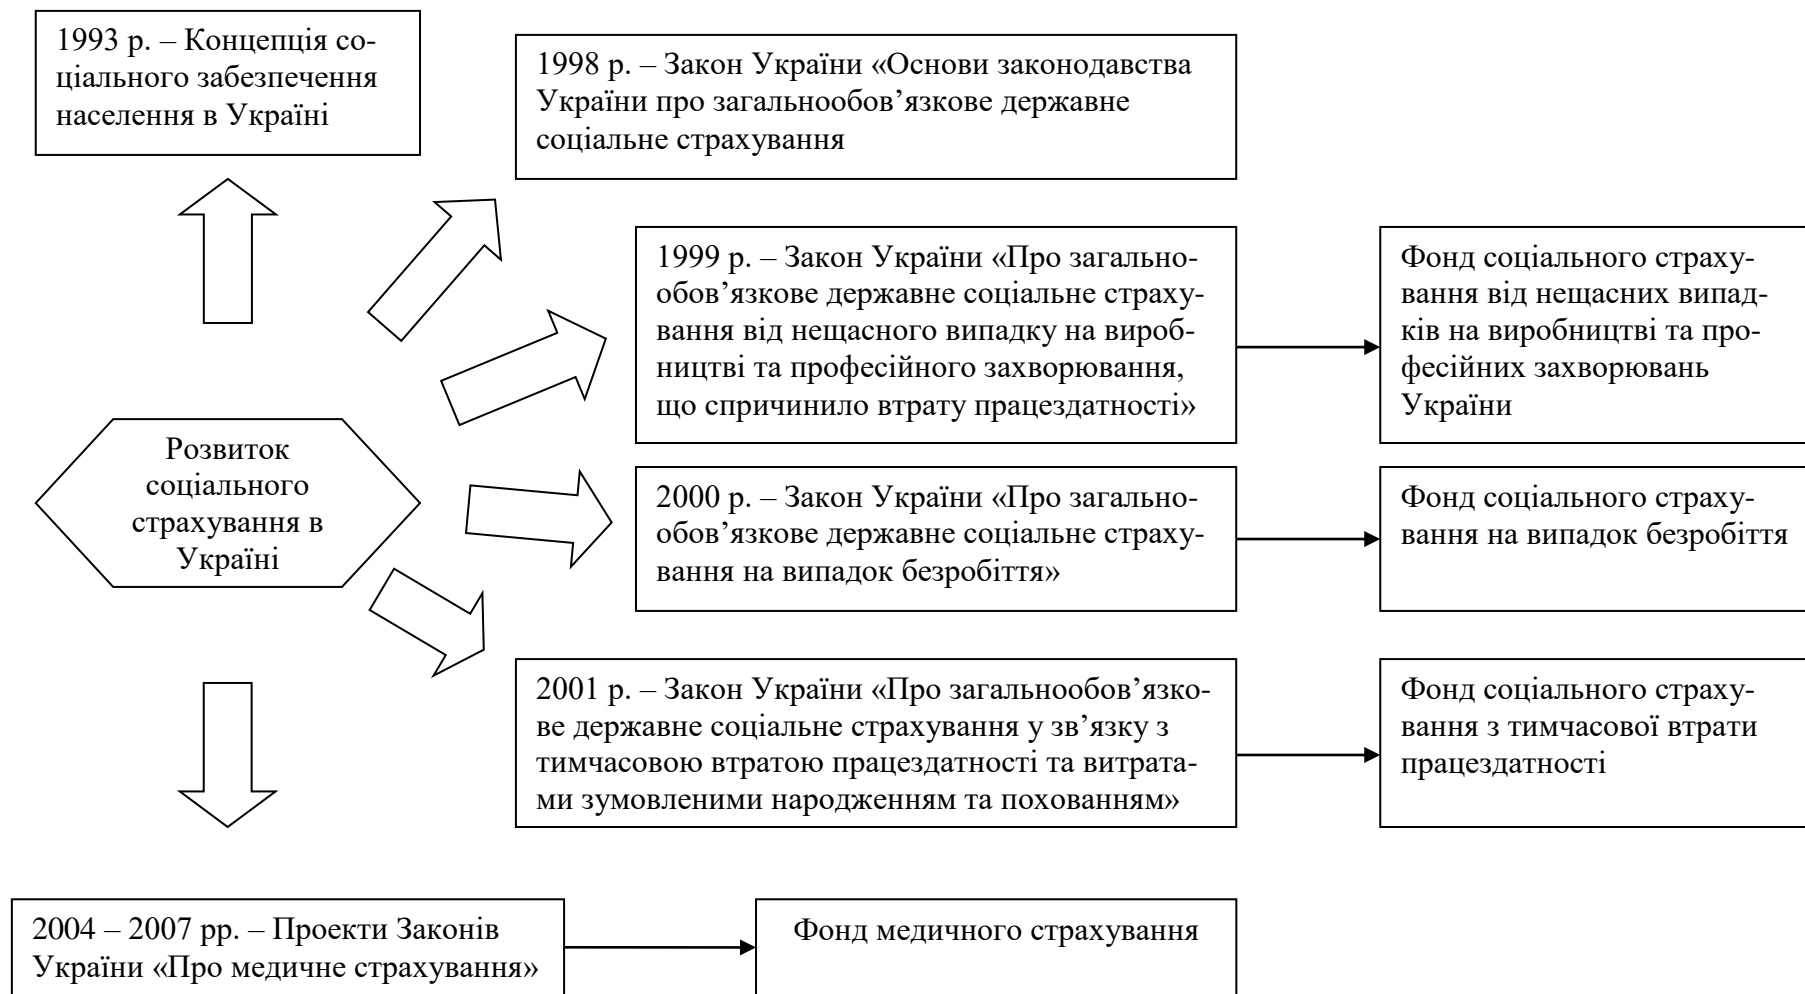 1993 р. – Концепція со-
ціального забезпечення
населення в Україні
1998 р. – Закон України «Основи законодавства
України про загальнообов’язкове державне
соціальне страхування
1999 р. – Закон України «Про загально-
обов’язкове державне соціальне страху-
вання від нещасного випадку на вироб-
ництві та професійного захворювання,
що спричинило втрату працездатності»
Фонд соціального страху-
вання від нещасних випад-
ків на виробництві та про-
фесійних захворювань
України
Розвиток
соціального
страхування в
Україні
2000 р. – Закон України «Про загально-
обов’язкове державне соціальне страху-
вання на випадок безробіття»
Фонд соціального страху-
вання на випадок безробіття
2001 р. – Закон України «Про загальнообов’язко-
ве державне соціальне страхування у зв’язку з
тимчасовою втратою працездатності та витрата-
ми зумовленими народженням та похованням»
Фонд соціального страху-
вання з тимчасової втрати
працездатності
2004 – 2007 рр. – Проекти Законів
України «Про медичне страхування»
Фонд медичного страхування